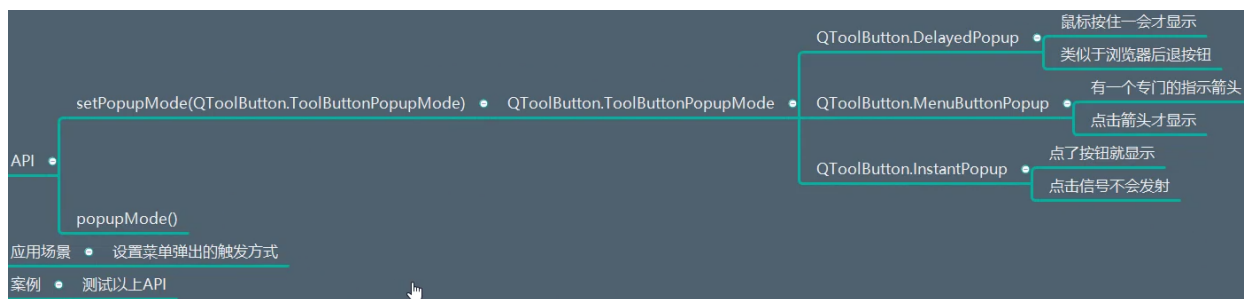 鼠标按住一会才显示
QToolButton.DelayedPopup
类似于浏览器后退按钮
有一个专门的指示箭头
setPopupMode(QToolButton.ToolButtonPopupMode)
QToolButton.ToolButtonPopupMode
QToolButton.MenuButtonPopup
点击箭头才显示
API
点了按钮就显示
QToolButton.InstantPopup
点击信号不会发射
popupMode()
应用场景
设置菜单弹出的触发方式
案例
测试以上API